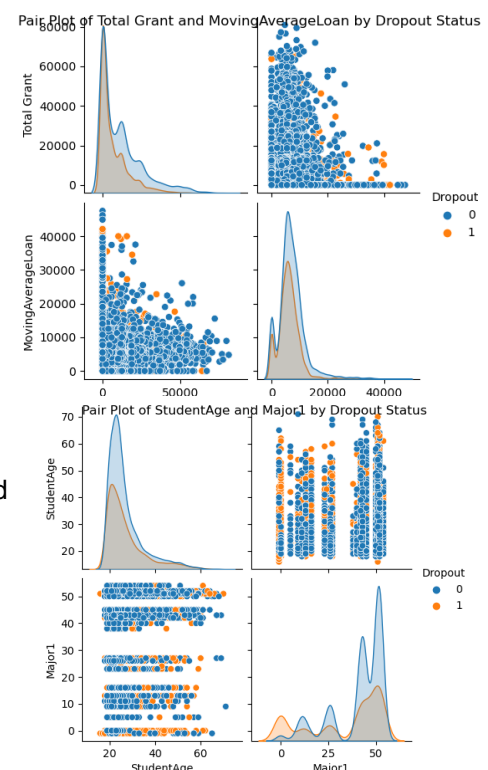 Pair Plot of Total Grant and MovingAverageLoan by Dropout Status
80000
60000
40000
20000
0
Total Grant
Dropout
0
1
40000
30000
20000
10000
0
MovingAverageLoan
0 50000
0 20000 40000
Pair Plot of StudentAge and Major1 by Dropout Status
70
60
50
40
30
20
StudentAge
d
Dropout
0
1
50
40
30
20
10
0
Major1
20 40 60
0 25 50
StudentAge Major1